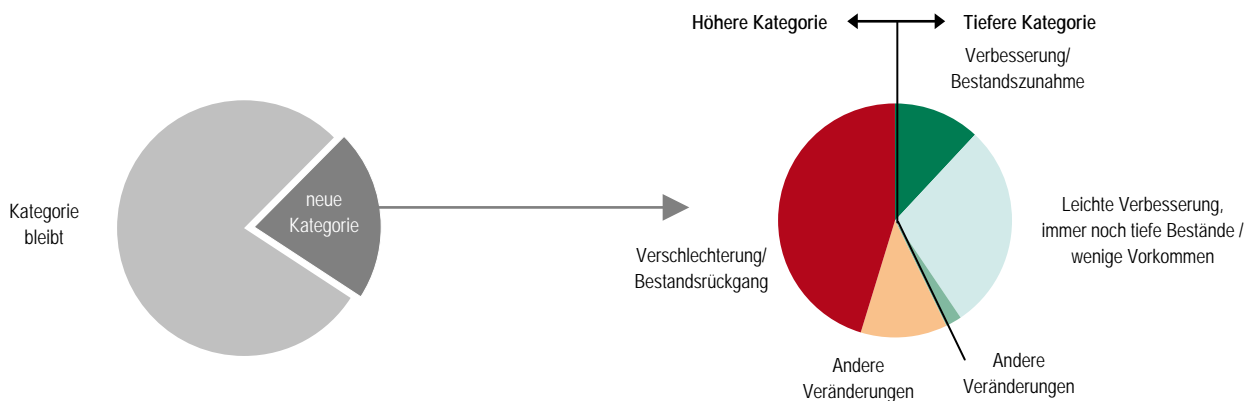 Höhere Kategorie
Tiefere Kategorie
Verbesserung/
Bestandszunahme
Kategorie
bleibt
neue
Kategorie
Verschlechterung/
Bestandsrückgang
Leichte Verbesserung,
immer noch tiefe Bestände /
wenige Vorkommen
Andere
Veränderungen
Andere
Veränderungen